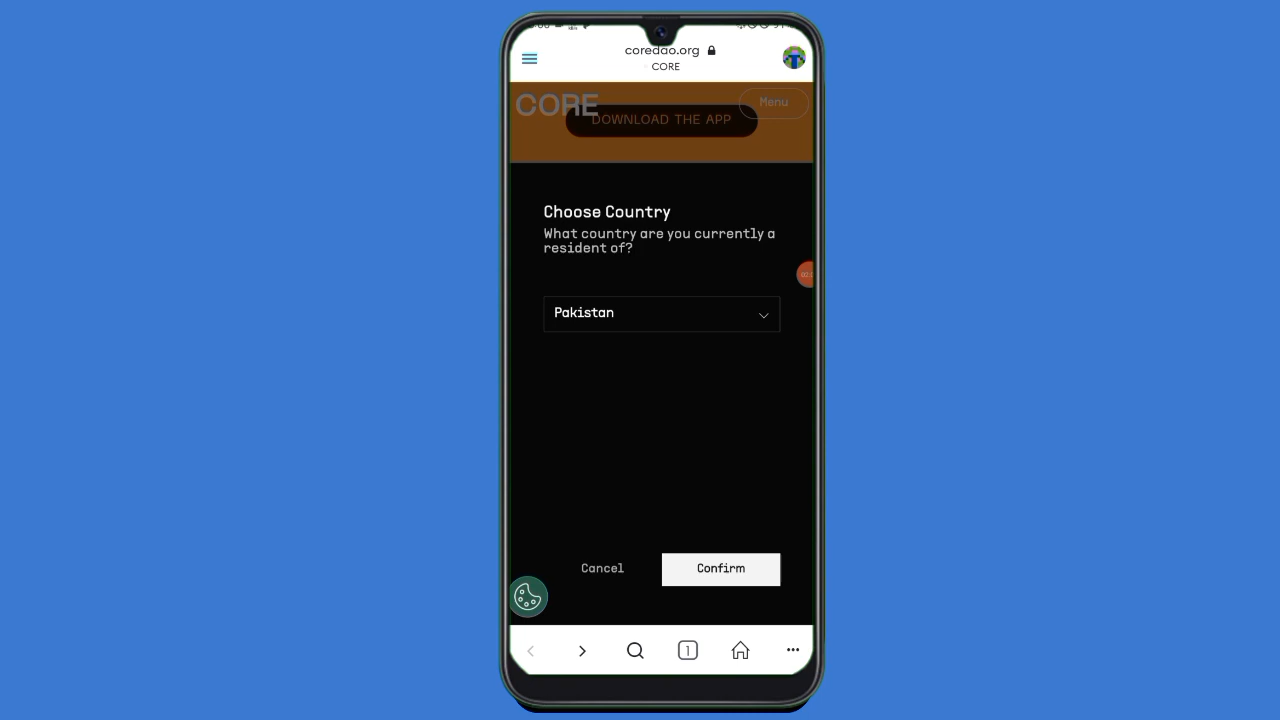 coredao.org
CORE
CORE
Menu
DOWNLOAD THE APP
Choose Country
What country are you currently a
resident of?
Pakistan
Cancel
Confirm
1